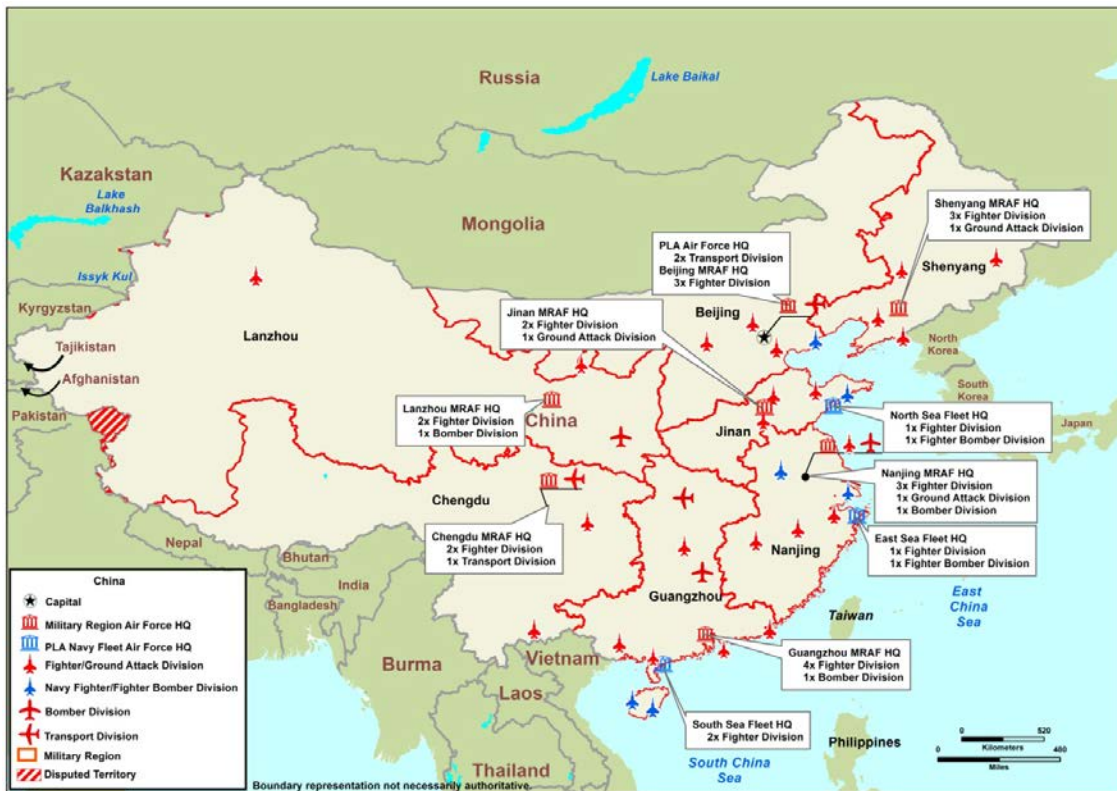 Russia
Lake Baikal
Kazakstan
Lake
Balkhash
Mongolia
Issyk Kul
Kyrgyzstan
Tajikistan
Afghanistan
Pakistan
Lanzhou
Shenyang MRAF HQ
3x Fighter Division
1x Ground Attack Division
PLA Air Force HQ
2x Transport Division
Beijing MRAF HQ
3x Fighter Division
Shenyang
Beijing
Jinan MRAF HQ
2x Fighter Division
1x Ground Attack Division
North
Korea
South
Korea
Japan
Lanzhou MRAF HQ
2x Fighter Division
1x Bomber Division
China
Jinan
North Sea Fleet HQ
1x Fighter Division
1x Fighter Bomber Division
Nanjing MRAF HQ
3x Fighter Division
1x Ground Attack Division
1x Bomber Division
Chengdu
Chengdu MRAF HQ
2x Fighter Division
1x Transport Division
Nanjing
East Sea Fleet HQ
1x Fighter Division
1x Fighter Bomber Division
Nepal
Bhutan
India
Bangladesh
Guangzhou
Taiwan
East
China
Sea
Burma
Vietnam
Laos
Thailand
Guangzhou MRAF HQ
4x Fighter Division
1x Bomber Division
South Sea Fleet HQ
2x Fighter Division
South China
Sea
Philippines
0 520
Kilometers
0 400
Miles
China
Capital
Military Region Air Force HQ
PLA Navy Fleet Air Force HQ
Fighter/Ground Attack Division
Navy Fighter/Fighter Bomber Division
Bomber Division
Transport Division
Military Region
Disputed Territory
Boundary representation not necessarily authoritative.